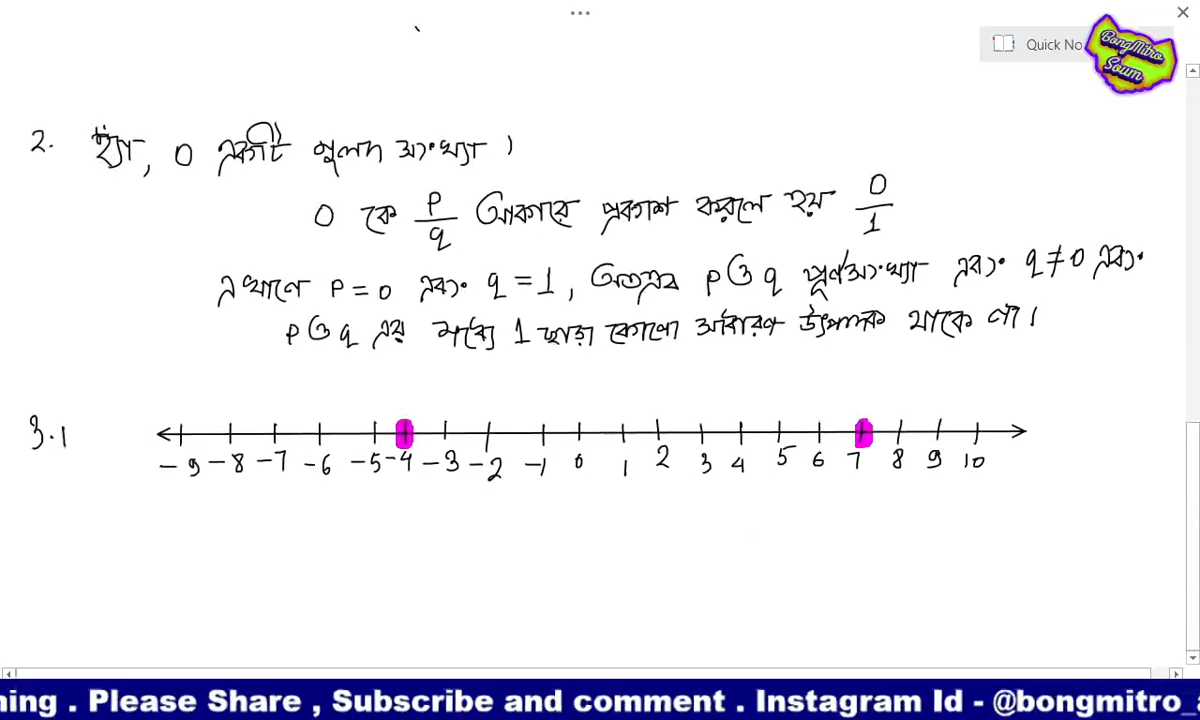 Quick No
BongMitro
Soum
2. হ্যাঁ, 0 একটি মূলদ সংখ্যা ।
0 কে p/q আকারে প্রকাশ করলে হয় 0/1
এখানে p = 0 এবং q = 1, অতএব p ও q পূর্ণসংখ্যা এবং q ≠ 0 এবং
p ও q এর মধ্যে 1 ছাড়া কোনো সাধারণ উৎপাদক থাকে না।
3.1
-9 -8 -7 -6 -5 -4 -3 -2 -1 0 1 2 3 4 5 6 7 8 9 10
ning . Please Share , Subscribe and comment . Instagram Id - @bongmitro_